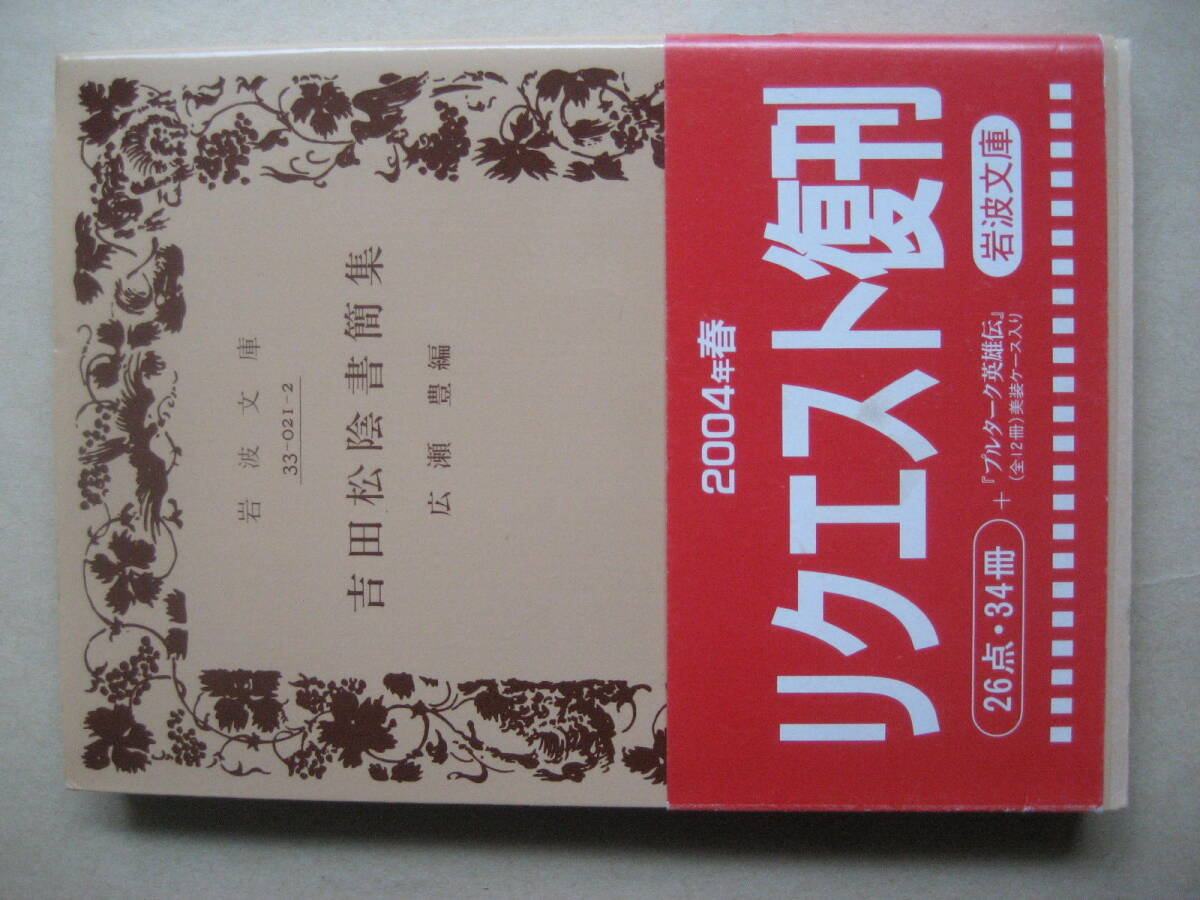 岩波文庫
33-021-2
吉田松陰書簡集
広瀬豊編
2004年春
リクエスト復刊
26点・34冊
+『プルターク英雄伝』
(全12冊)美装ケース入り
岩波文庫